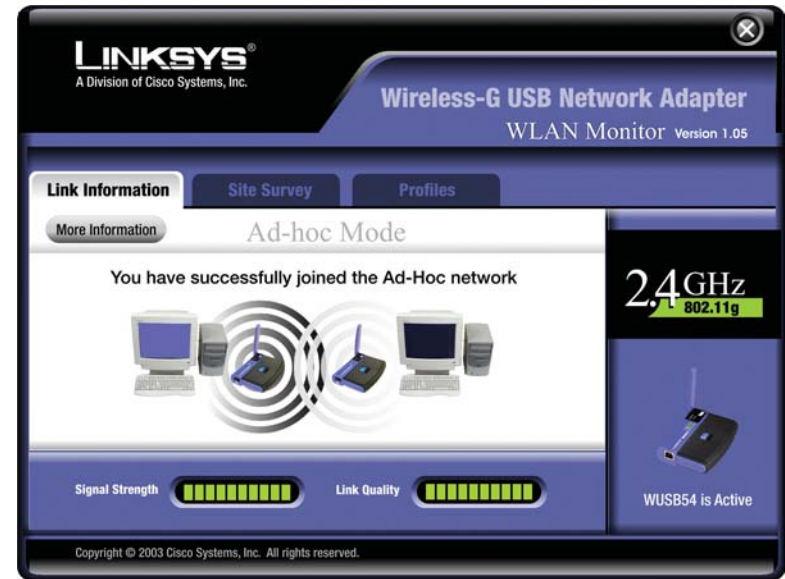 LINKSYS®
A Division of Cisco Systems, Inc.
Wireless-G USB Network Adapter
WLAN Monitor Version 1.05
Link Information
Site Survey
Profiles
More Information
Ad-hoc Mode
You have successfully joined the Ad-Hoc network
2.4GHz
802.11g
Signal Strength
Link Quality
WUSB54 is Active
Copyright © 2003 Cisco Systems, Inc. All rights reserved.